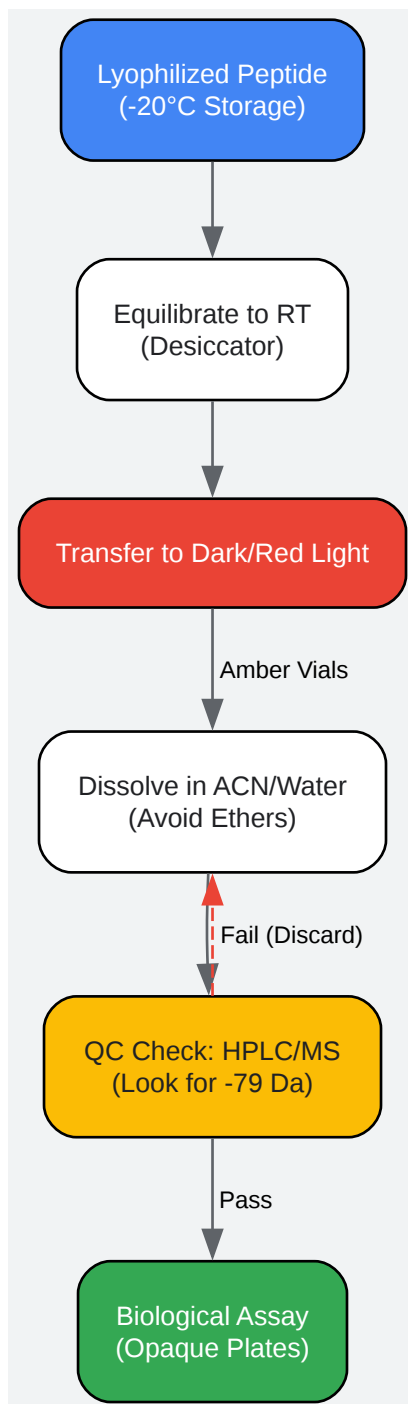 Lyophilized Peptide
(-20°C Storage)
Equilibrate to RT
(Desiccator)
Transfer to Dark/Red Light
Amber Vials
Dissolve in ACN/Water
(Avoid Ethers)
Fail (Discard)
QC Check: HPLC/MS
(Look for -79 Da)
Pass
Biological Assay
(Opaque Plates)